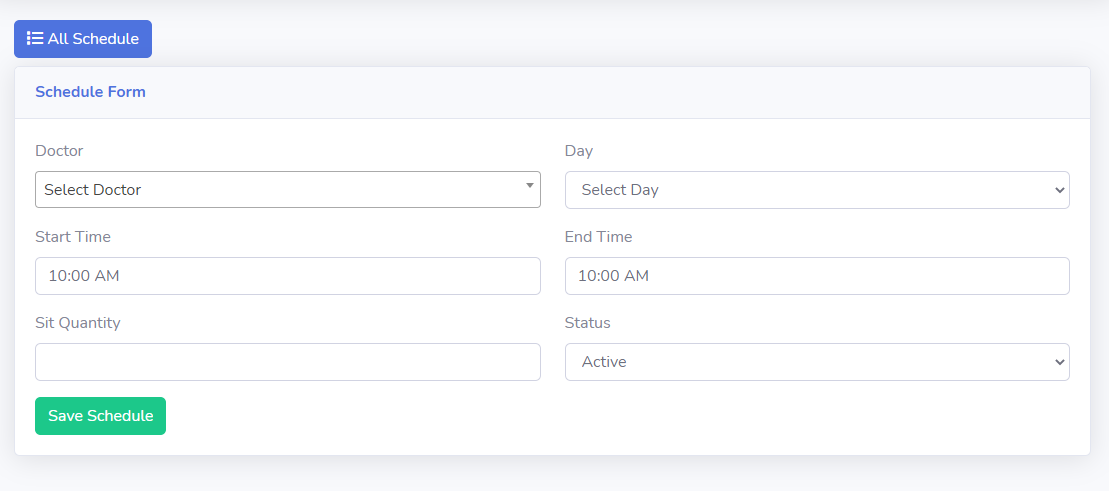 All Schedule
Schedule Form
Doctor
Day
Select Doctor
Select Day
Start Time
End Time
10:00 AM
10:00 AM
Sit Quantity
Status
Active
Save Schedule